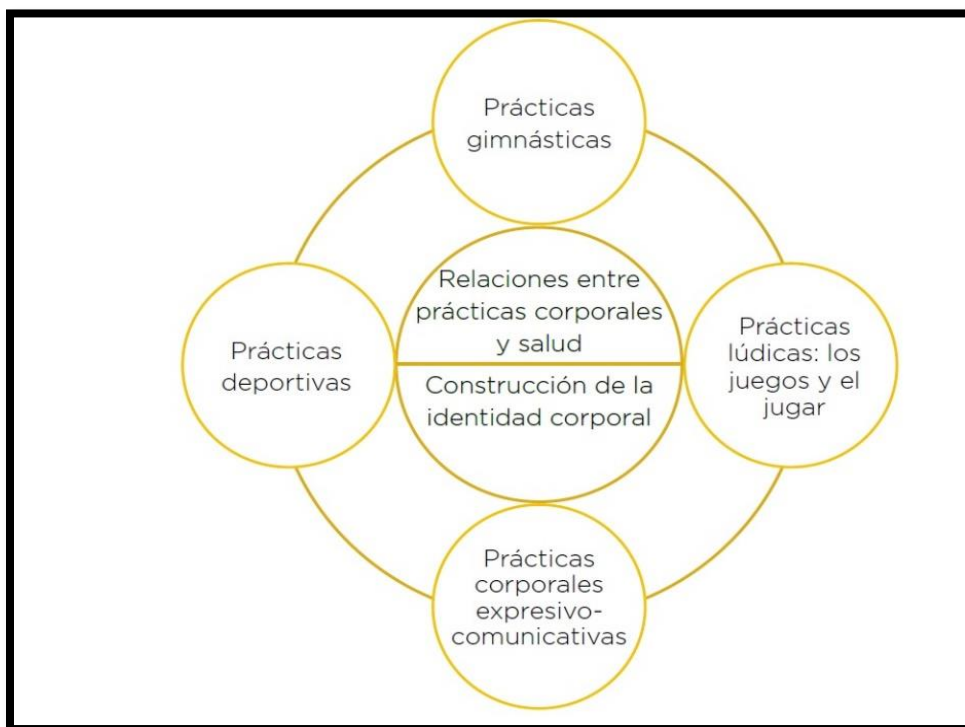 Prácticas
gimnásticas
Relaciones entre
prácticas corporales
y salud
Prácticas
deportivas
Construcción de la
identidad corporal
Prácticas
lúdicas: los
juegos y el
jugar
Prácticas
corporales
expresivo-
comunicativas